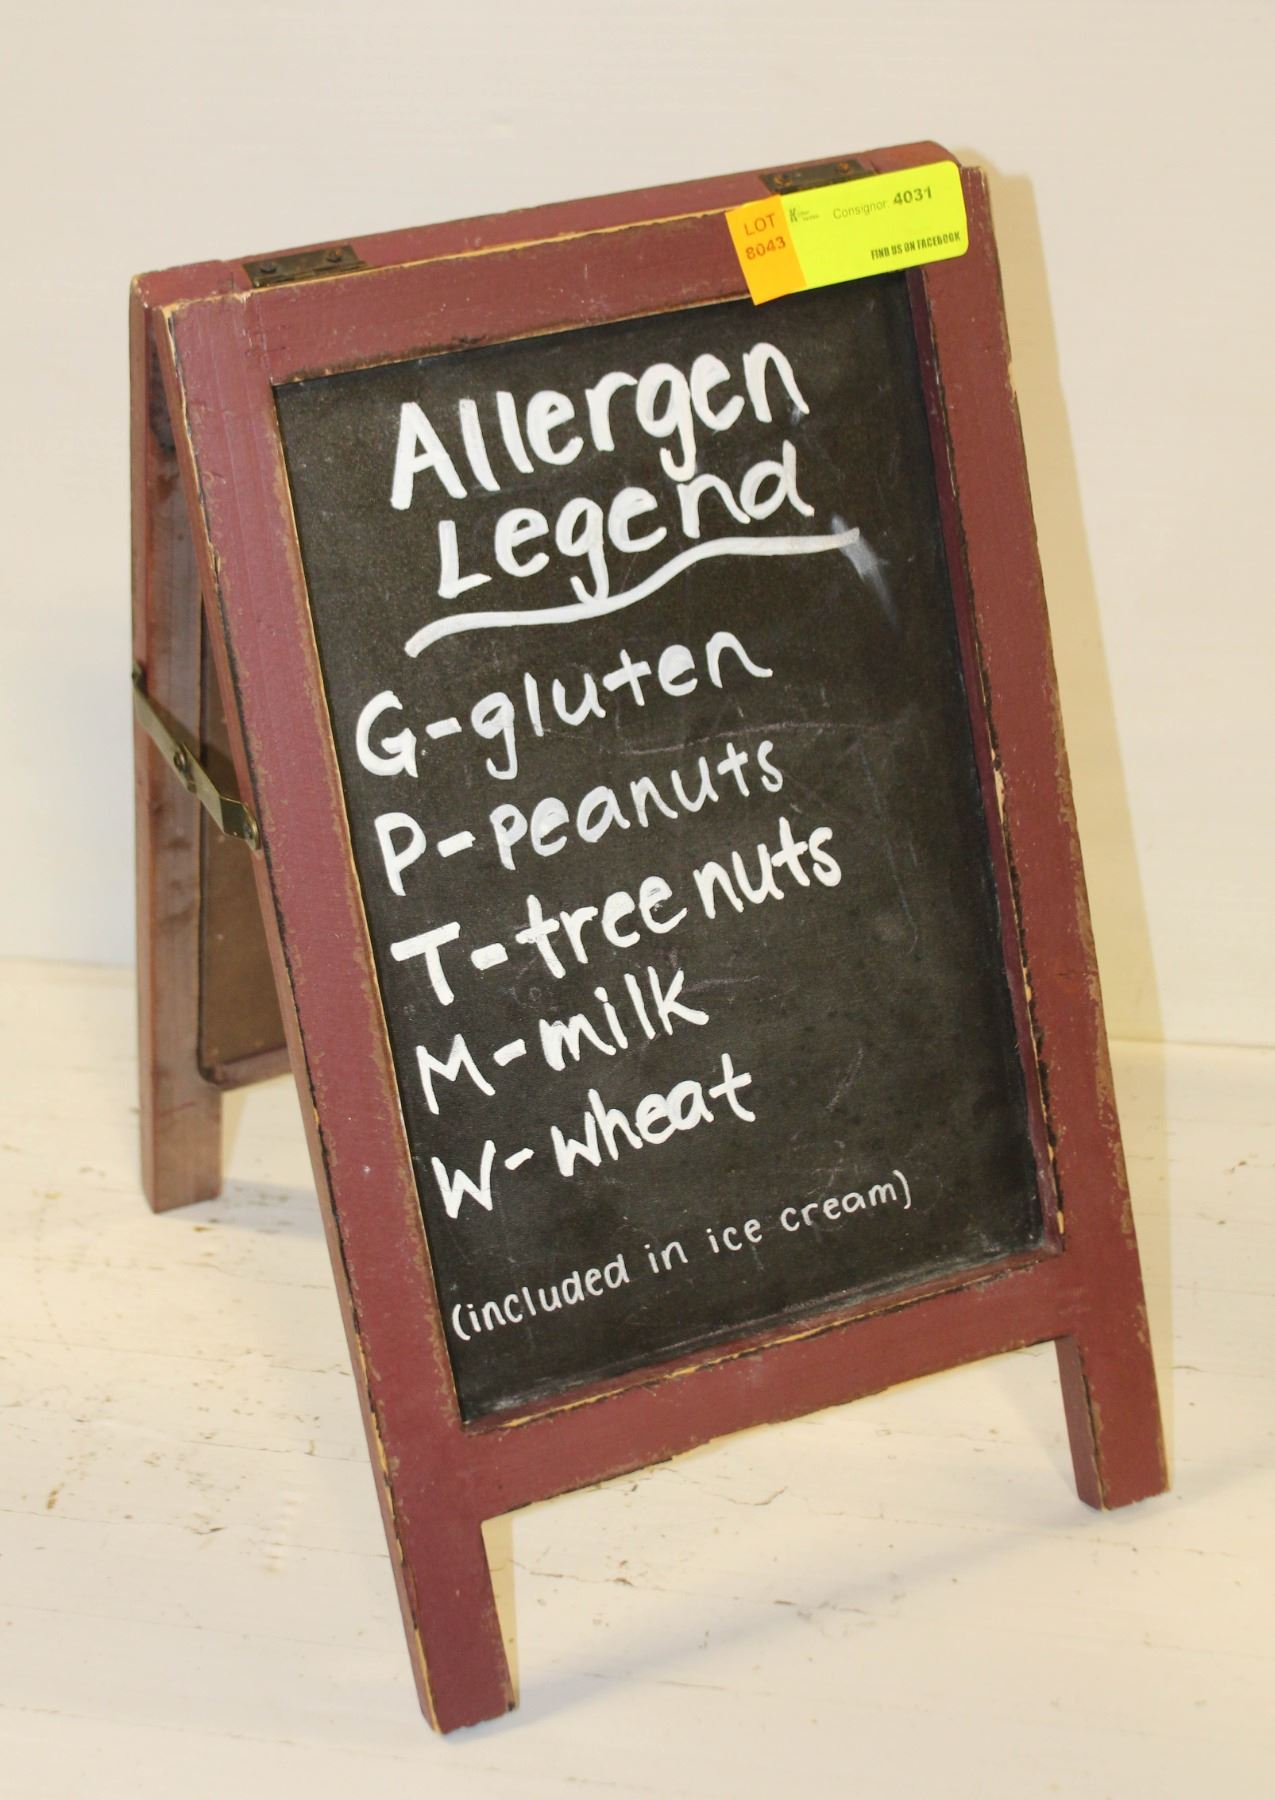 LOT
8043
Consignor: 4031
FIND US ON FACEBOOK
Allergen
Legend
G-gluten
P-peanuts
T-tree nuts
M-milk
W-wheat
(included in ice cream)